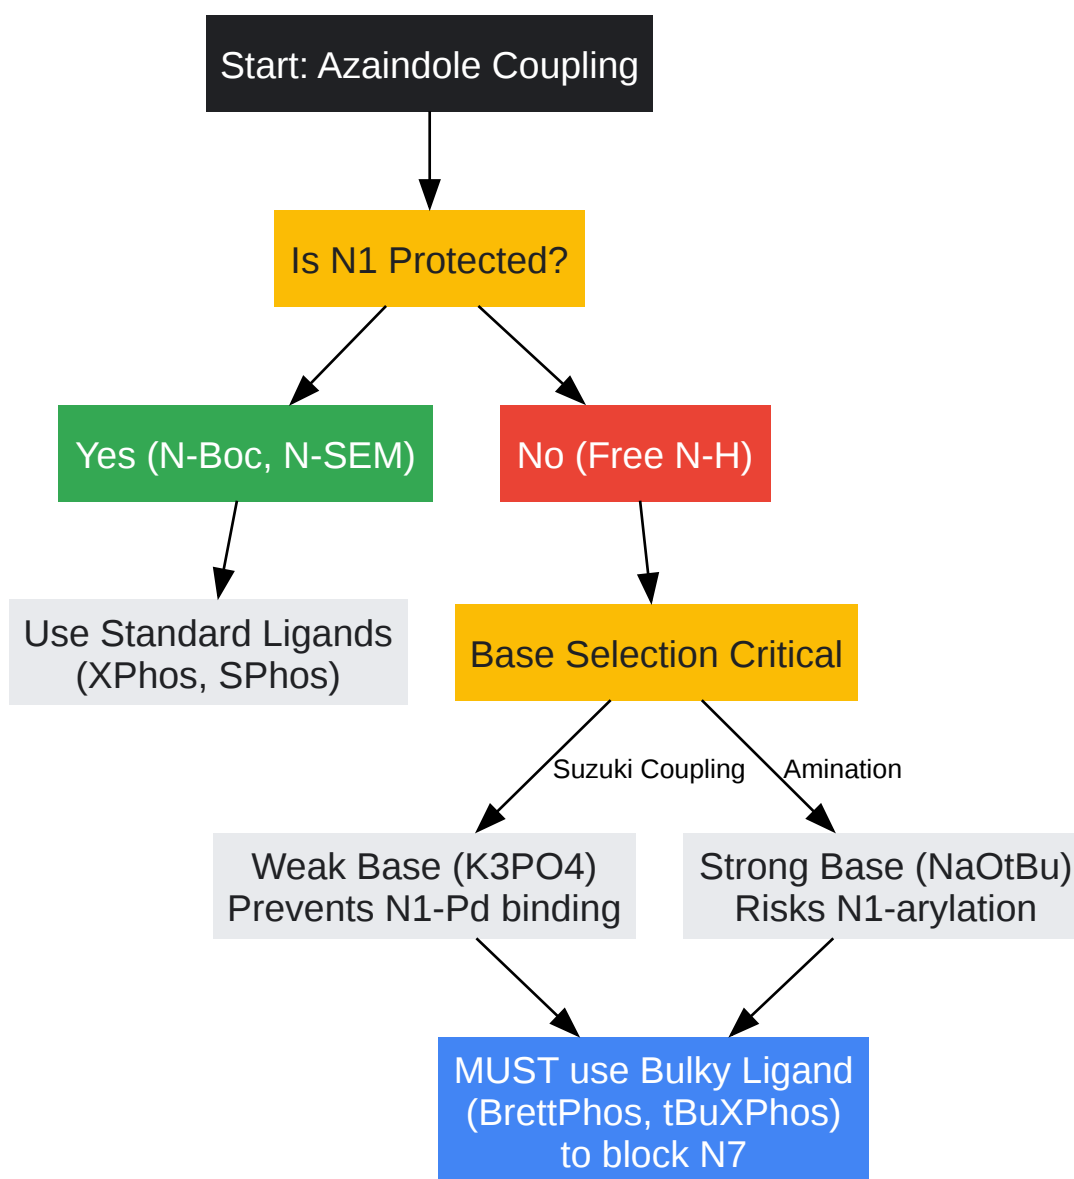 Start: Azaindole Coupling
Is N1 Protected?
Yes (N-Boc, N-SEM)
No (Free N-H)
Use Standard Ligands
(XPhos, SPhos)
Base Selection Critical
Suzuki Coupling
Amination
Weak Base (K3PO4)
Prevents N1-Pd binding
Strong Base (NaOtBu)
Risks N1-arylation
MUST use Bulky Ligand
(BrettPhos, tBuXPhos)
to block N7